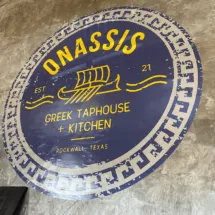 ONASSIS
EST 21
GREEK TAPHOUSE
+ KITCHEN
ROCKWALL, TEXAS